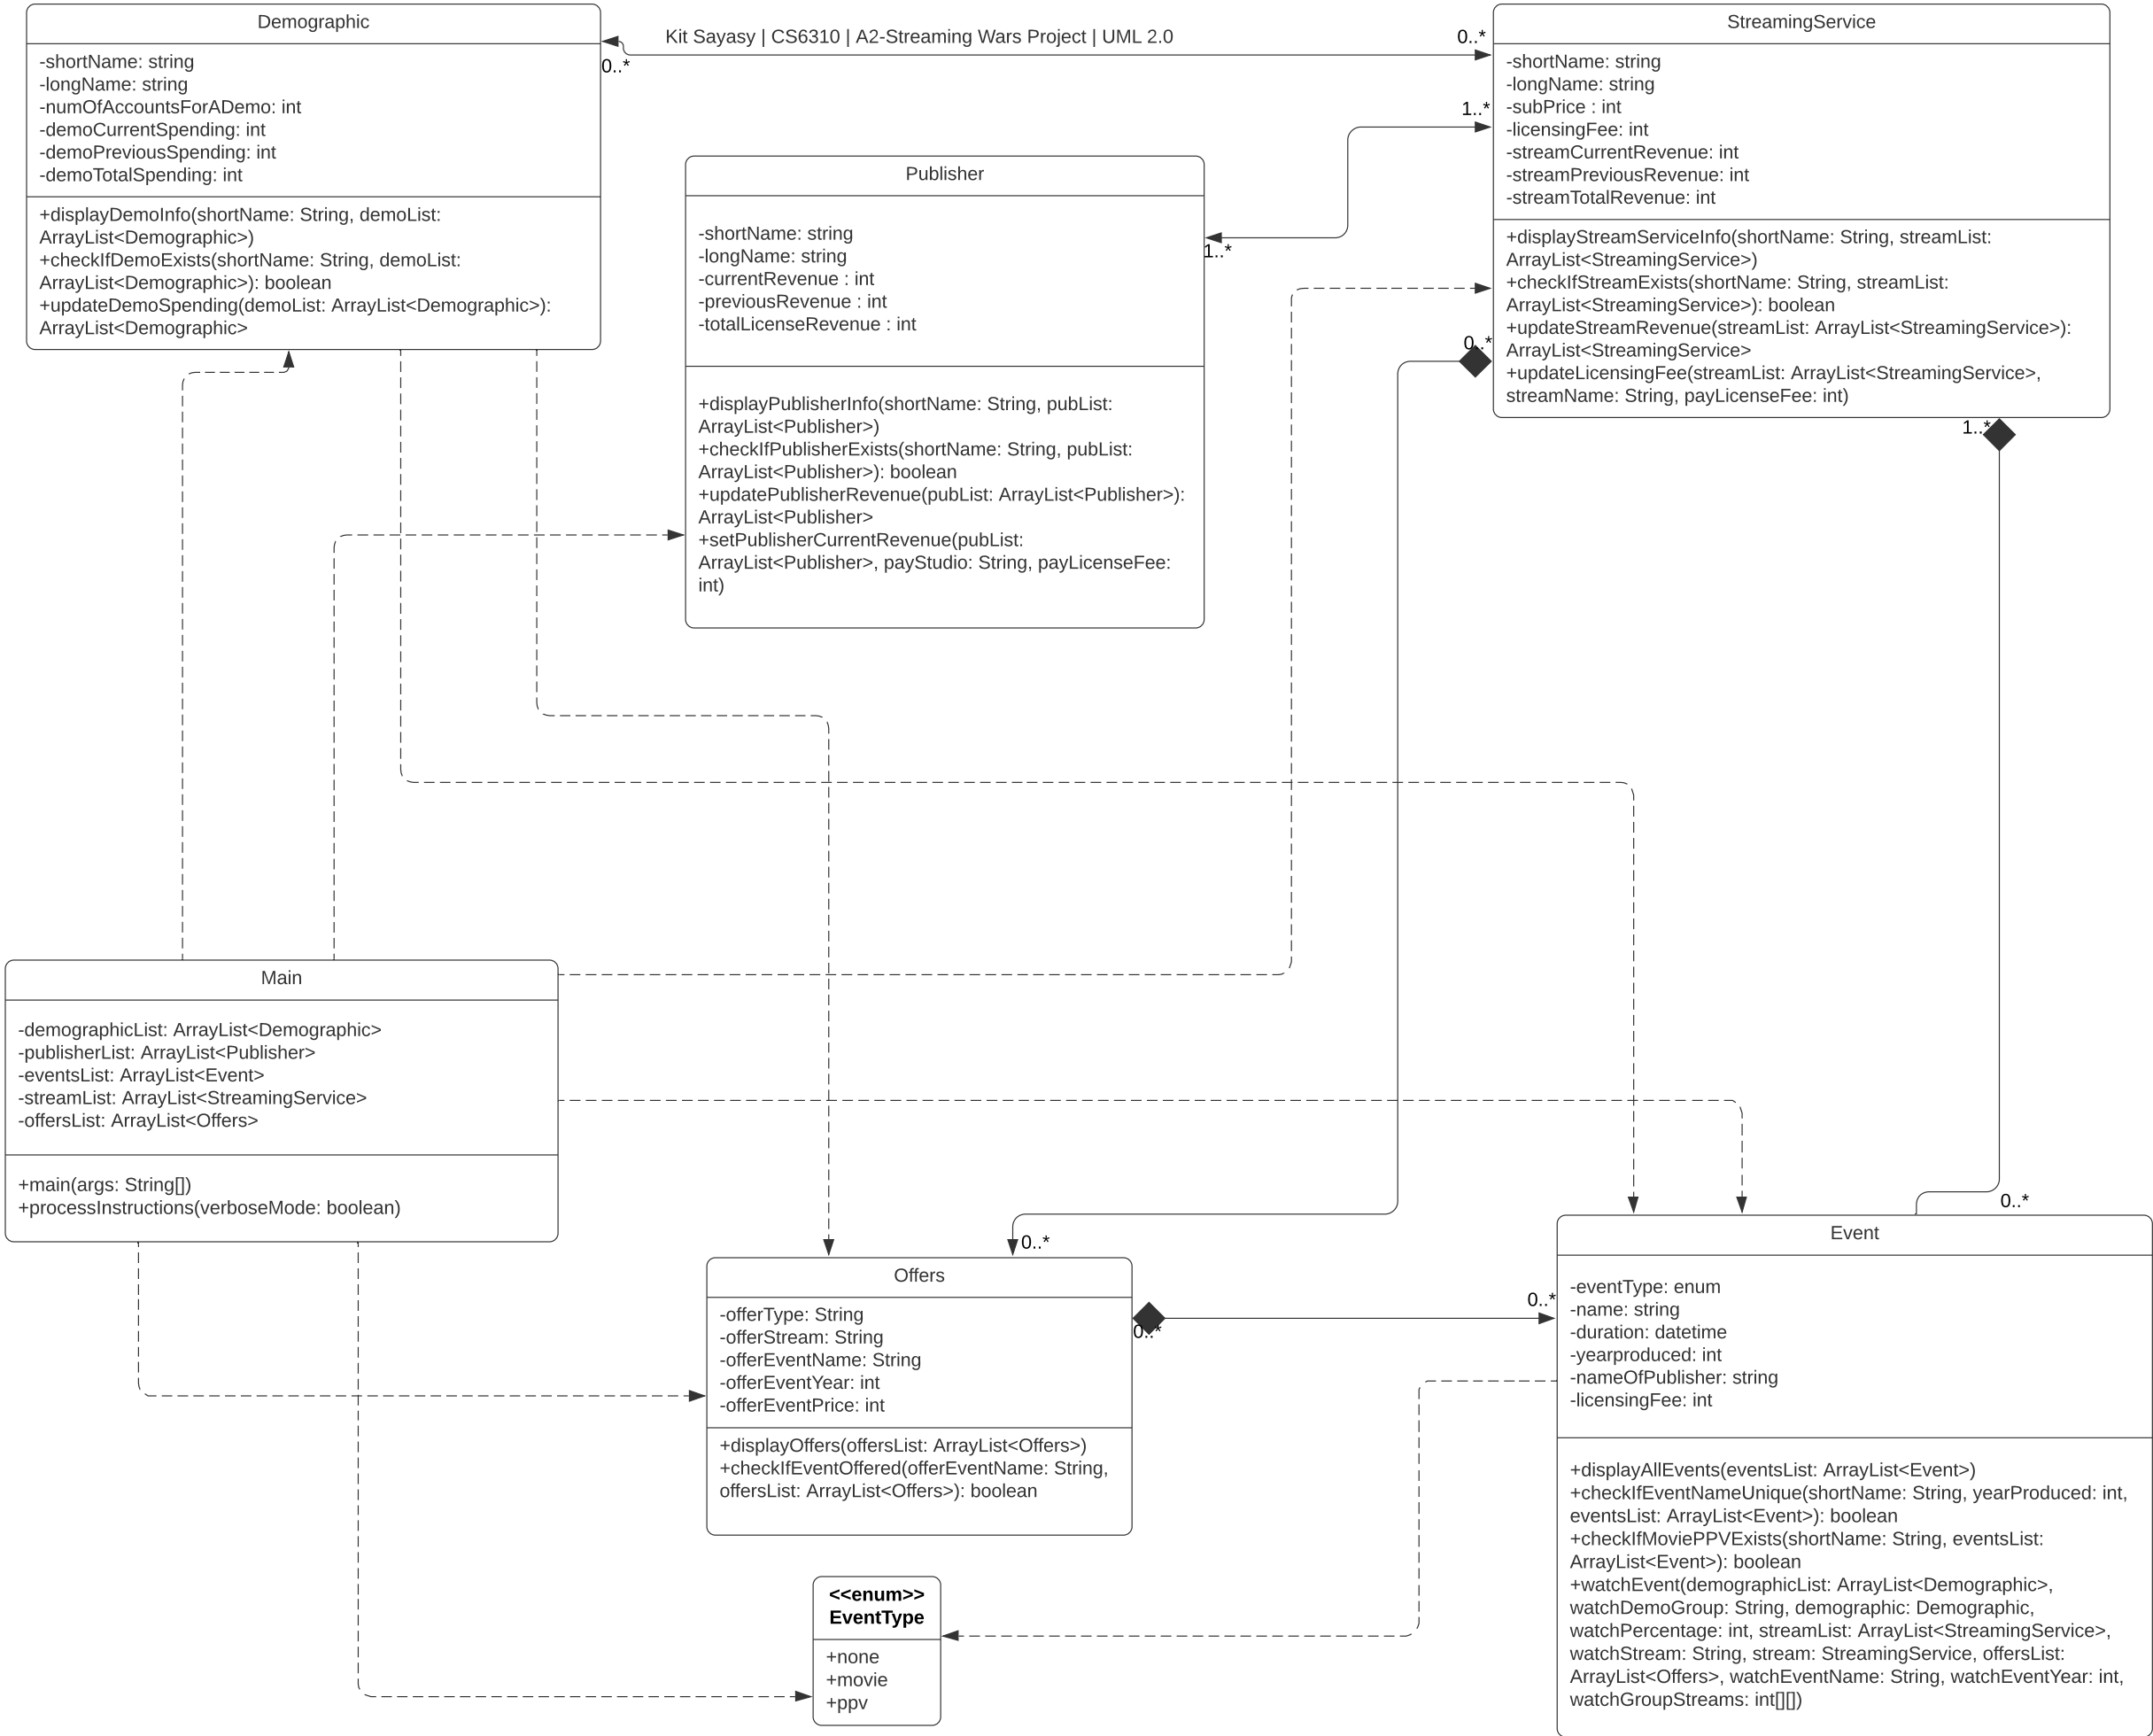 Demographic
-shortName: string
-longName: string
-numOfAccountsForADemo: int
-demoCurrentSpending: int
-demoPreviousSpending: int
-demoTotalSpending: int
+displayDemoInfo(shortName: String, demoList:
ArrayList<Demographic>)
+checkIfDemoExists(shortName: String, demoList:
ArrayList<Demographic>): boolean
+updateDemoSpending(demoList: ArrayList<Demographic>):
ArrayList<Demographic>
0..*
Kit Sayasy | CS6310 | A2-Streaming Wars Project | UML 2.0
0..*
StreamingService
-shortName: string
-longName: string
-subPrice : int
-licensingFee: int
-streamCurrentRevenue: int
-streamPreviousRevenue: int
-streamTotalRevenue: int
+displayStreamServiceInfo(shortName: String, streamList:
ArrayList<StreamingService>)
+checkIfStreamExists(shortName: String, streamList:
ArrayList<StreamingService>): boolean
+updateStreamRevenue(streamList: ArrayList<StreamingService>):
ArrayList<StreamingService>
+updateLicensingFee(streamList: ArrayList<StreamingService>,
streamName: String, payLicenseFee: int)
1..*
1..*
0..*
1..*
Publisher
-shortName: string
-longName: string
-currentRevenue : int
-previousRevenue : int
-totalLicenseRevenue : int
+displayPublisherInfo(shortName: String, pubList:
ArrayList<Publisher>)
+checkIfPublisherExists(shortName: String, pubList:
ArrayList<Publisher>): boolean
+updatePublisherRevenue(pubList: ArrayList<Publisher>):
ArrayList<Publisher>
+setPublisherCurrentRevenue(pubList:
ArrayList<Publisher>, payStudio: String, payLicenseFee:
int)
Main
-demographicList: ArrayList<Demographic>
-publisherList: ArrayList<Publisher>
-eventsList: ArrayList<Event>
-streamList: ArrayList<StreamingService>
-offersList: ArrayList<Offers>
+main(args: String[])
+processInstructions(verboseMode: boolean)
0..*
Offers
-offerType: String
-offerStream: String
-offerEventName: String
-offerEventYear: int
-offerEventPrice: int
+displayOffers(offersList: ArrayList<Offers>)
+checkIfEventOffered(offerEventName: String,
offersList: ArrayList<Offers>): boolean
0..*
0..*
0..*
Event
-eventType: enum
-name: string
-duration: datetime
-yearproduced: int
-nameOfPublisher: string
-licensingFee: int
+displayAllEvents(eventsList: ArrayList<Event>)
+checkIfEventNameUnique(shortName: String, yearProduced: int,
eventsList: ArrayList<Event>): boolean
+checkIfMoviePPVExists(shortName: String, eventsList:
ArrayList<Event>): boolean
+watchEvent(demographicList: ArrayList<Demographic>,
watchDemoGroup: String, demographic: Demographic,
watchPercentage: int, streamList: ArrayList<StreamingService>,
watchStream: String, stream: StreamingService, offersList:
ArrayList<Offers>, watchEventName: String, watchEventYear: int,
watchGroupStreams: int[][])
<<enum>>
EventType
+none
+movie
+ppv